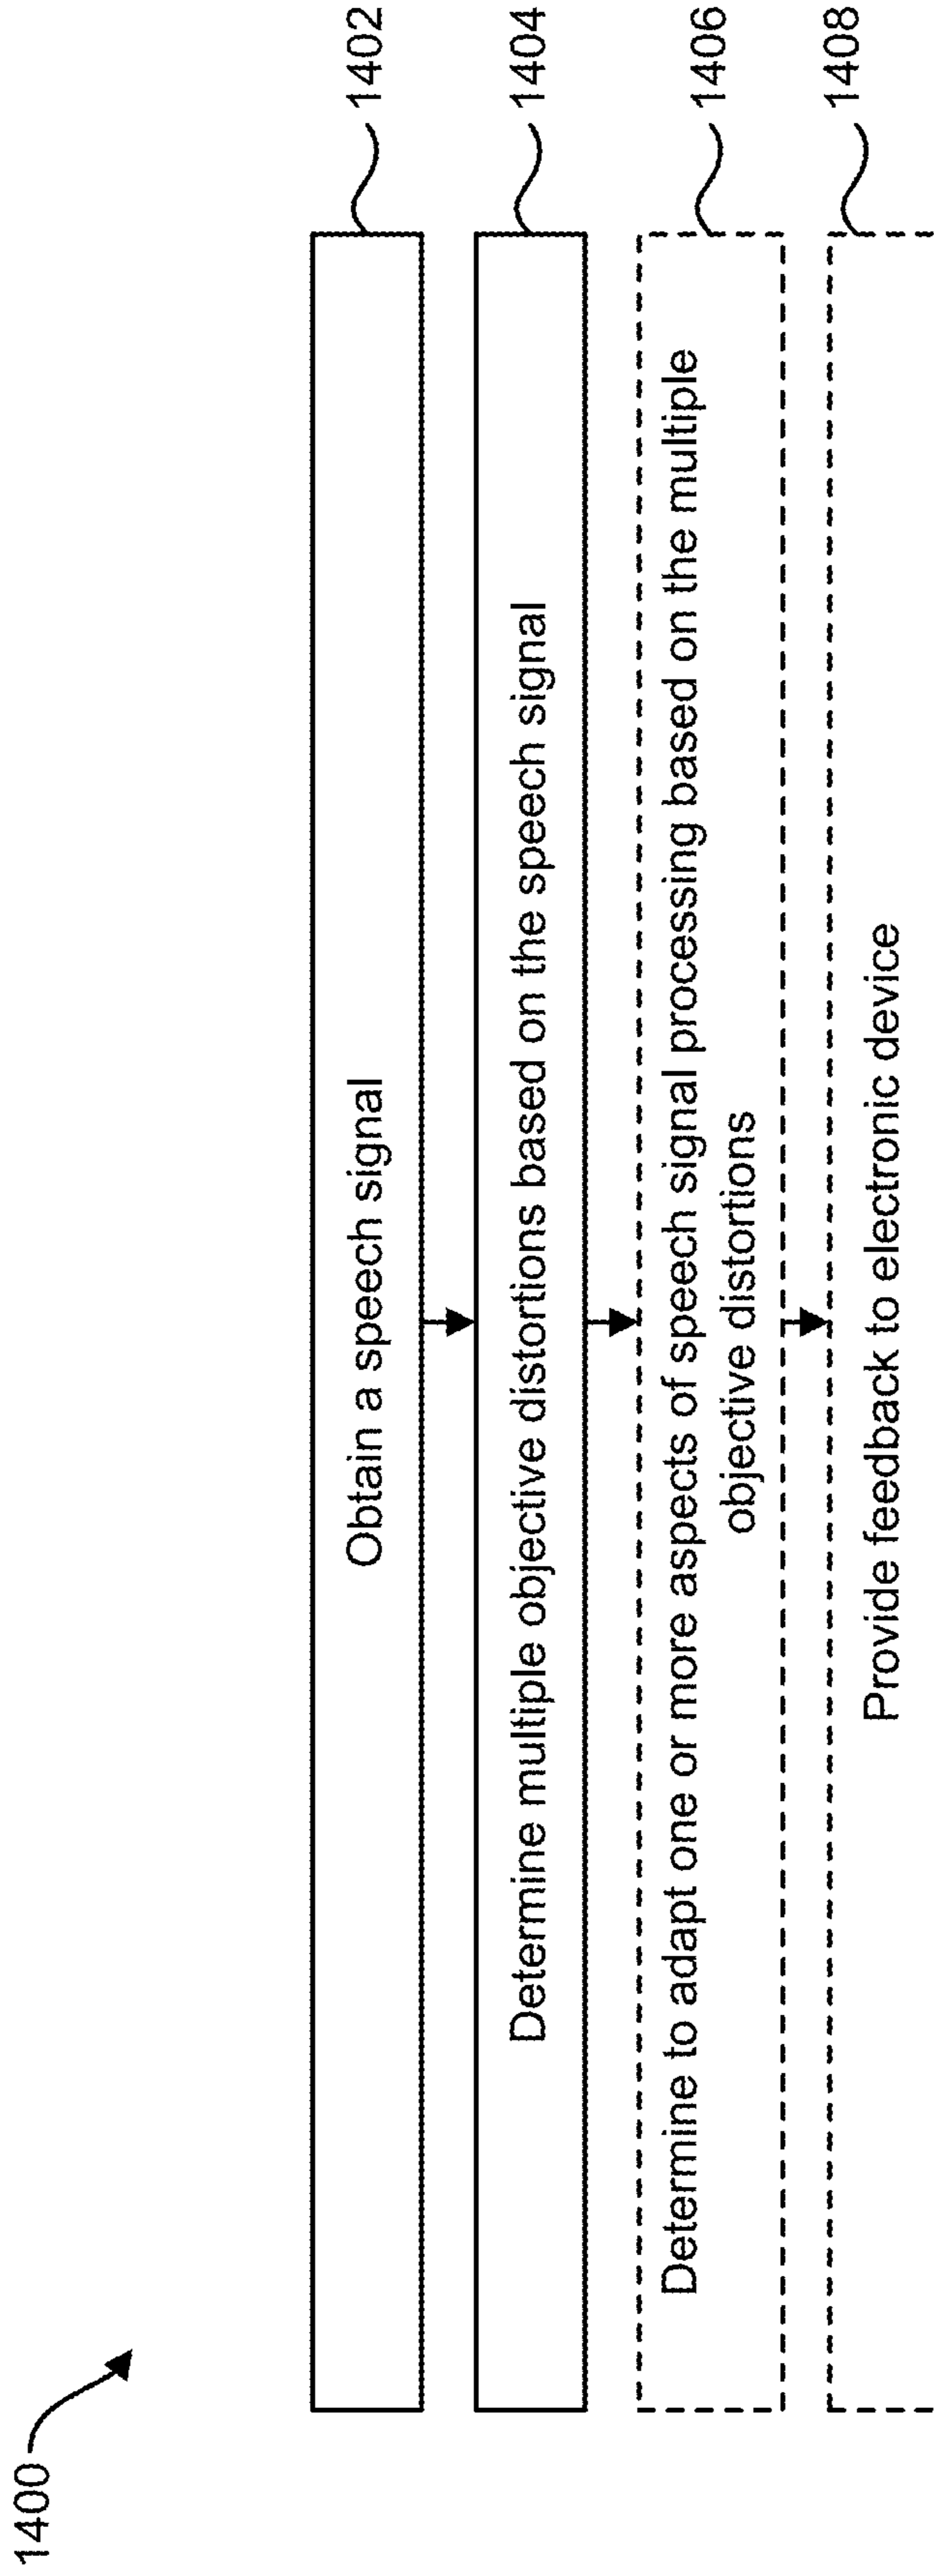 1400
Obtain a speech signal
1402
Determine multiple objective distortions based on the speech signal
1404
Determine to adapt one or more aspects of speech signal processing based on the multiple
objective distortions
1406
Provide feedback to electronic device
1408